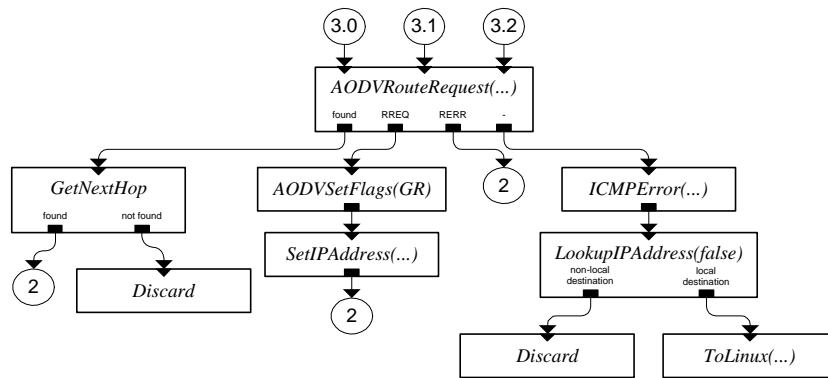 3.0 3.1 3.2
AODVRouteRequest(...)
found RREQ RERR -
GetNextHop
found not found
AODVSetFlags(GR)
2
ICMPError(...)
SetIPAddress(...)
LookupIPAddress(false)
non-local destination
local destination
2
Discard
2
Discard
ToLinux(...)